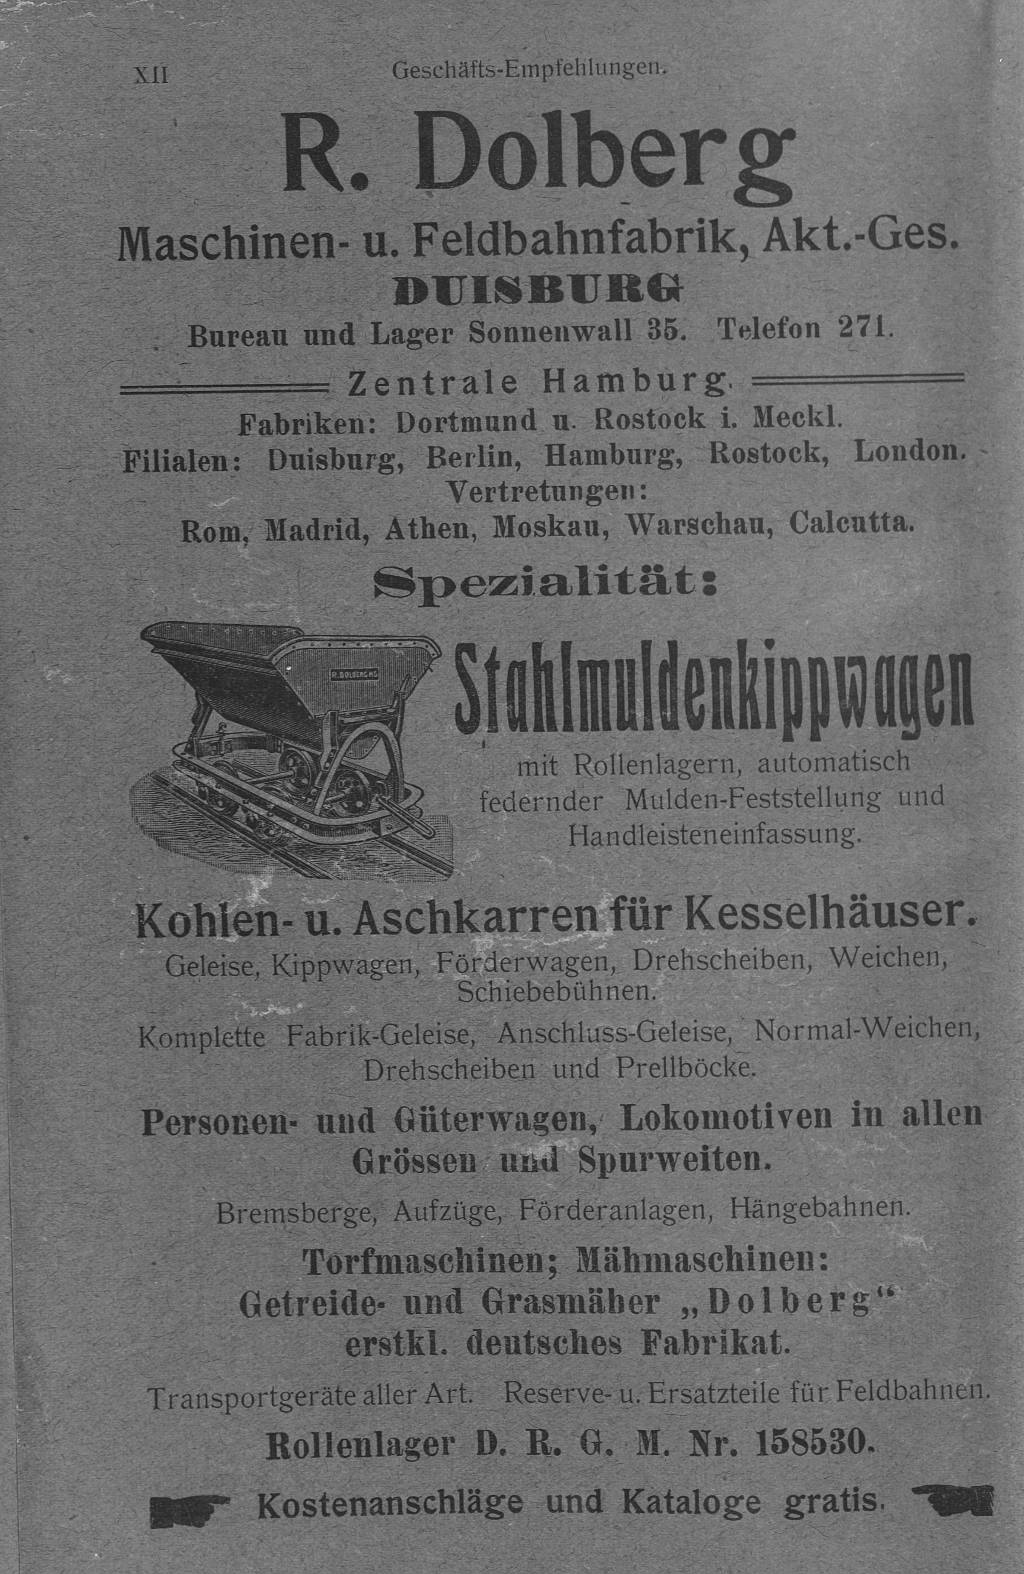 XII
Geschäfts-Empfehlungen.
R. Dolberg
Maschinen- u. Feldbahnfabrik, Akt.-Ges.
DUISBURG
Bureau und Lager Sonnenwall 35. Telefon 271.
Zentrale Hamburg.
Fabriken: Dortmund u. Rostock i. Meckl.
Filialen: Duisburg, Berlin, Hamburg, Rostock, London.
Vertretungen:
Rom, Madrid, Athen, Moskau, Warschau, Calcutta.
Spezialität:
R. DOLBERG AG
Stahlmuldenkippwagen
mit Rollenlagern, automatisch
federnder Mulden-Feststellung und
Handleisteneinfassung.
Kohlen- u. Aschkarren für Kesselhäuser.
Geleise, Kippwagen, Förderwagen, Drehscheiben, Weichen,
Schiebebühnen.
Komplette Fabrik-Geleise, Anschluss-Geleise, Normal-Weichen,
Drehscheiben und Prellböcke.
Personen- und Güterwagen, Lokomotiven in allen
Grössen und Spurweiten.
Bremsberge, Aufzüge, Förderanlagen, Hängebahnen.
Torfmaschinen; Mähmaschinen:
Getreide- und Grasmäher „Dolberg“
erstkl. deutsches Fabrikat.
Transportgeräte aller Art. Reserve- u. Ersatzteile für Feldbahnen.
Rollenlager D. R. G. M. Nr. 158530.
Kostenanschläge und Kataloge gratis.